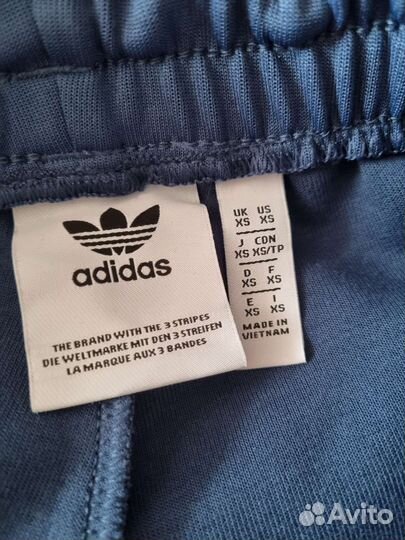 adidas
THE BRAND WITH THE 3 STRIPES
DIE WELTMARKE MIT DEN 3 STREIFEN
LA MARQUE AUX 3 BANDES
UK US
XS XS
J CDN
XS XS/TP
D F
XS XS
E I
XS XS
MADE IN
VIETNAM
Avito